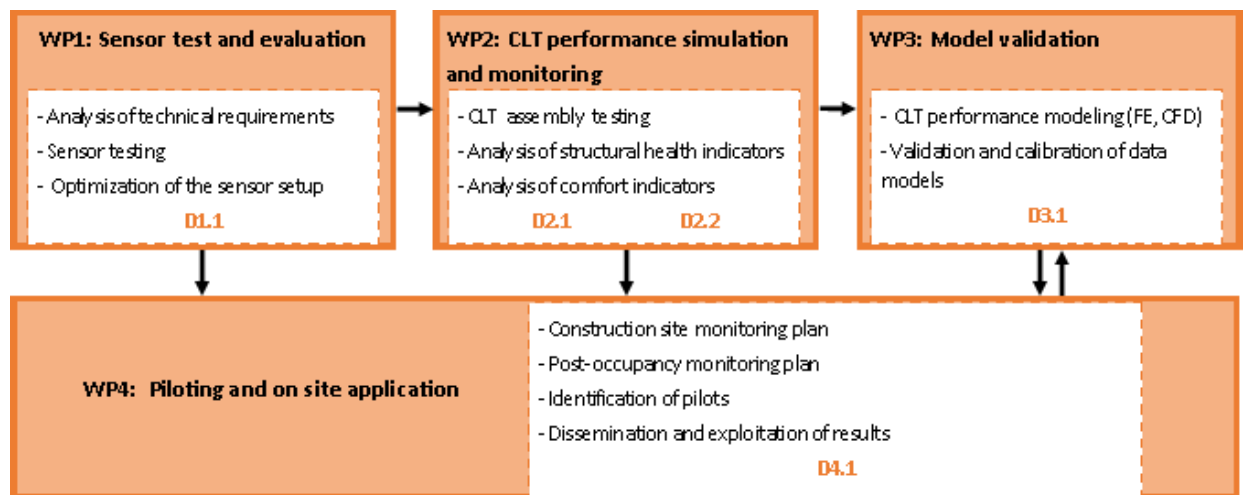 WP1: Sensor test and evaluation
- Analysis of technical requirements
- Sensor testing
- Optimization of the sensor setup
D1.1
WP2: CLT performance simulation
and monitoring
- CLT assembly testing
- Analysis of structural health indicators
- Analysis of comfort indicators
D2.1 D2.2
WP3: Model validation
- CLT performance modeling (FE, CFD)
- Validation and calibration of data
models
D3.1
WP4: Piloting and on site application
- Construction site monitoring plan
- Post-occupancy monitoring plan
- Identification of pilots
- Dissemination and exploitation of results
D4.1